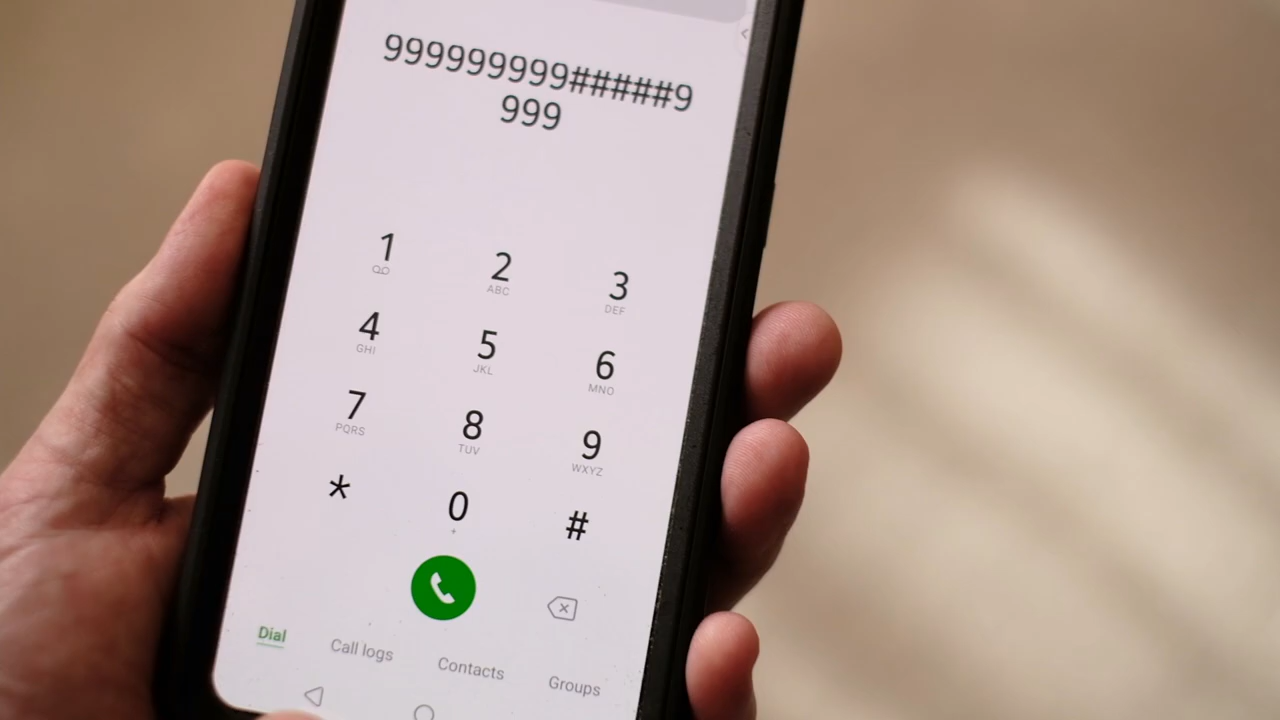 999999999#####9
999
1 2 3
ABC DEF
4 5 6
GHI JKL MNO
7 8 9
PQRS TUV WXYZ
* 0 #
+
Dial Call logs Contacts Groups